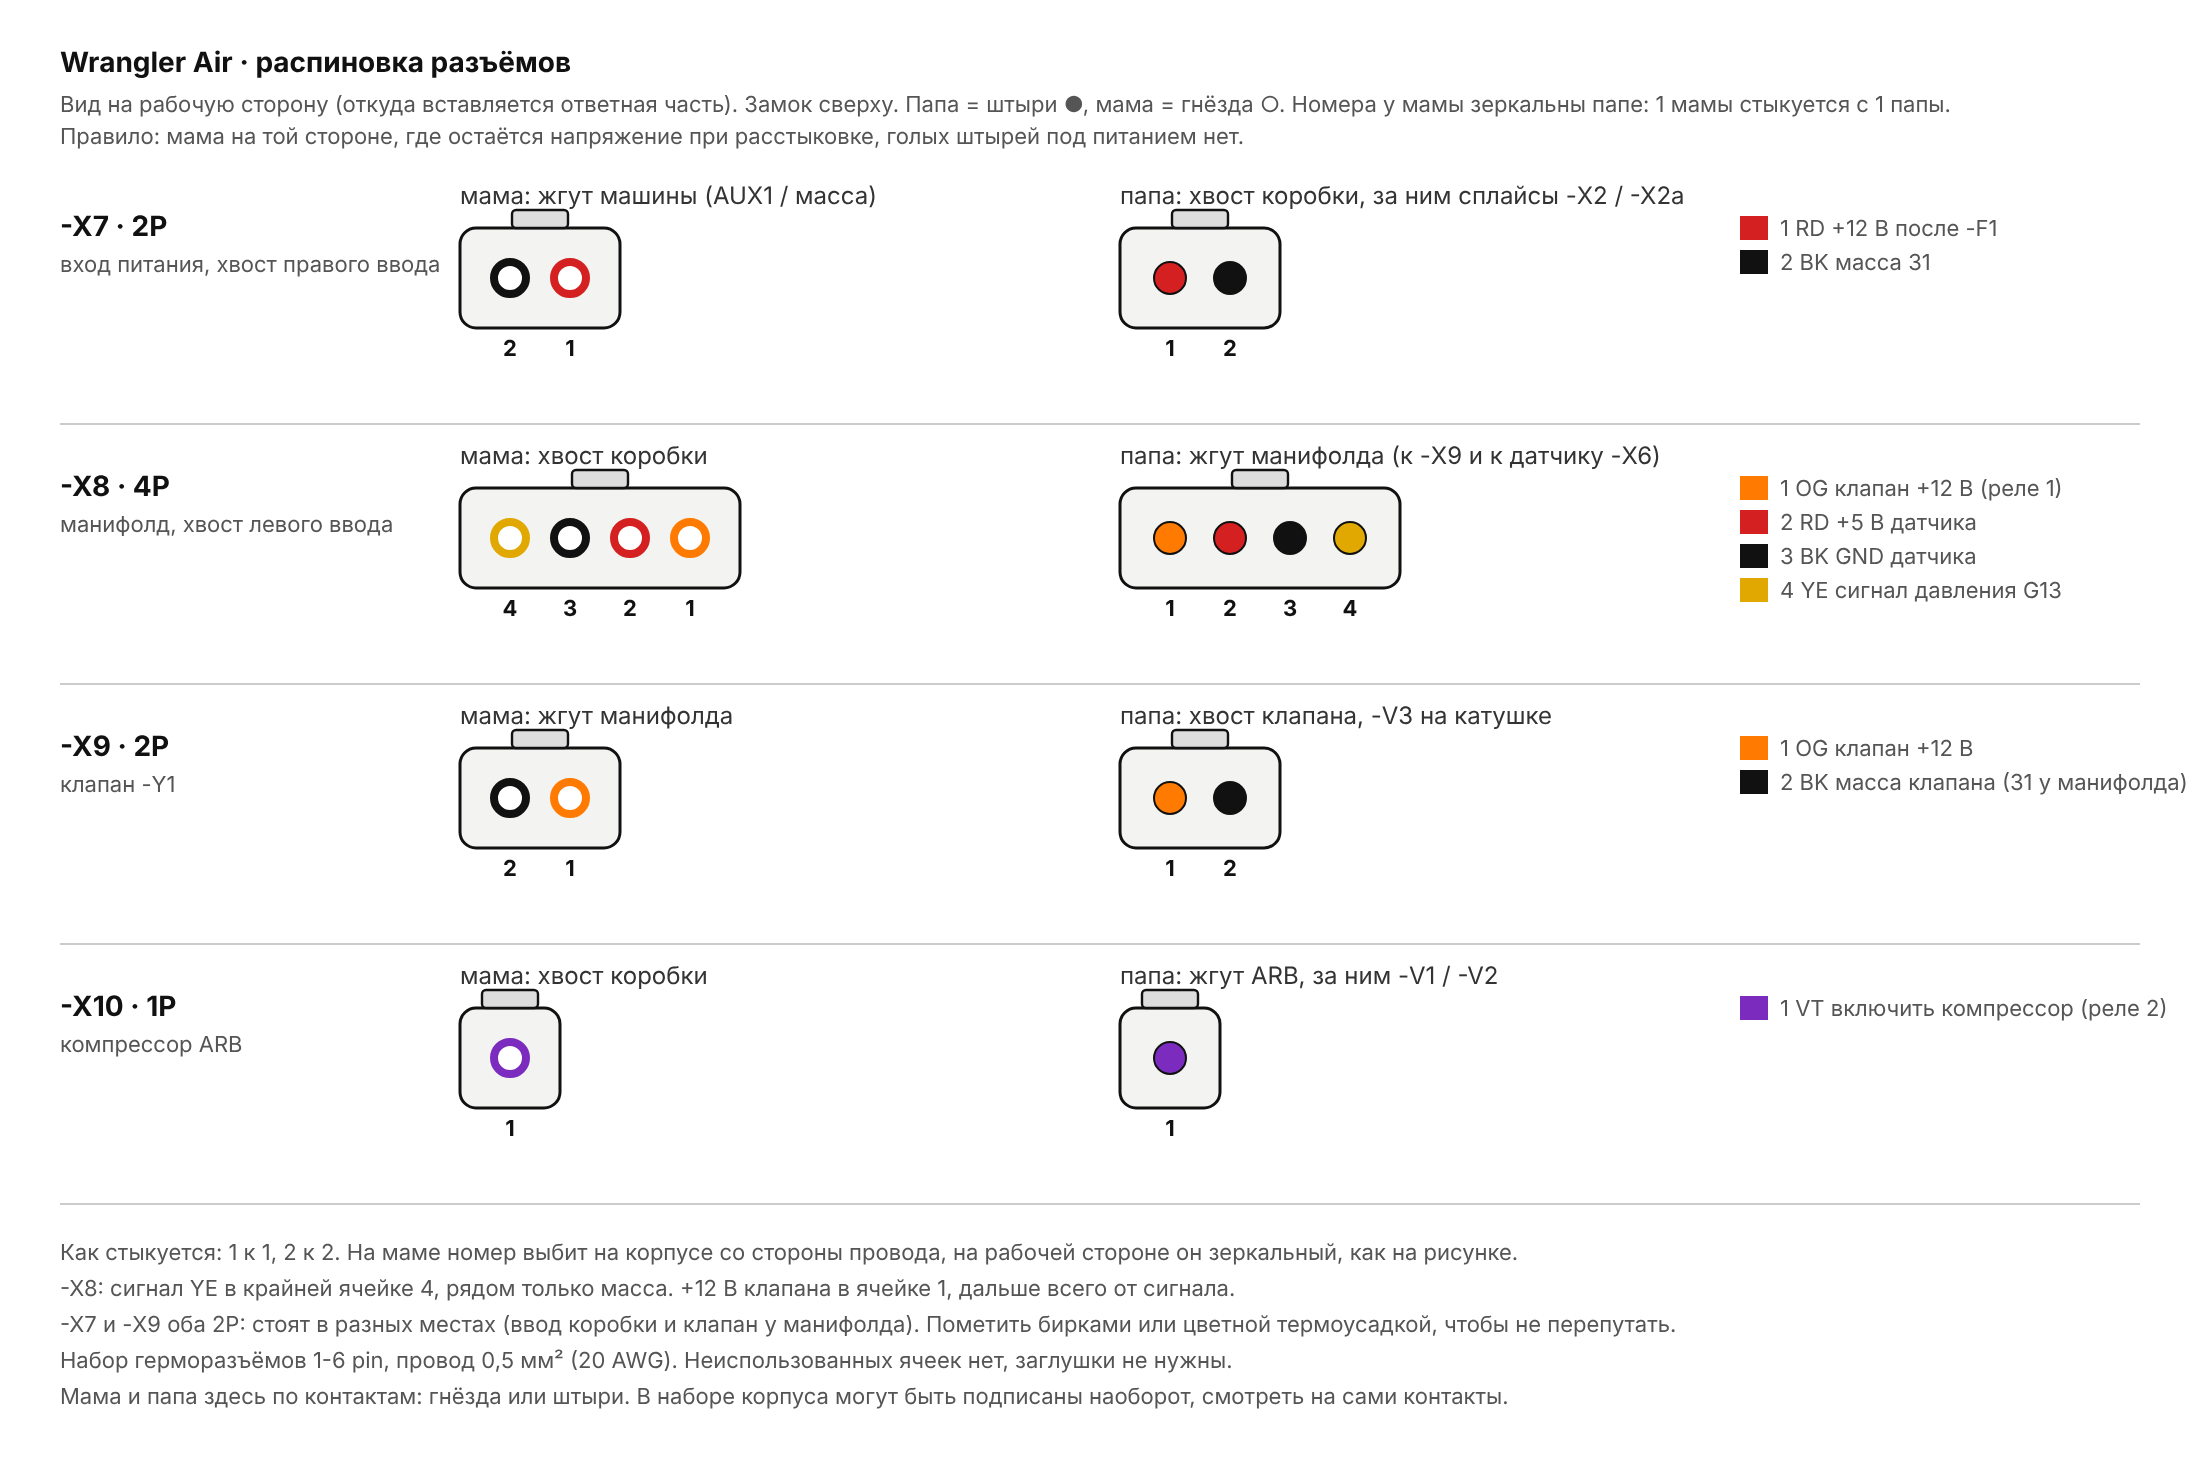 Wrangler Air · распиновка разъёмов
Вид на рабочую сторону (откуда вставляется ответная часть). Замок сверху. Папа = штыри ●, мама = гнёзда ○. Номера у мамы зеркальны папе: 1 мамы стыкуется с 1 папы.
Правило: мама на той стороне, где остаётся напряжение при расстыковке, голых штырей под питанием нет.
-X7 · 2P
вход питания, хвост правого ввода
мама: жгут машины (AUX1 / масса)
2 1
папа: хвост коробки, за ним сплайсы -X2 / -X2a
1 2
1 RD +12 В после -F1
2 BK масса 31
-X8 · 4P
манифолд, хвост левого ввода
мама: хвост коробки
4 3 2 1
папа: жгут манифолда (к -X9 и к датчику -X6)
1 2 3 4
1 OG клапан +12 В (реле 1)
2 RD +5 В датчика
3 BK GND датчика
4 YE сигнал давления G13
-X9 · 2P
клапан -Y1
мама: жгут манифолда
2 1
папа: хвост клапана, -V3 на катушке
1 2
1 OG клапан +12 В
2 BK масса клапана (31 у манифолда)
-X10 · 1P
компрессор ARB
мама: хвост коробки
1
папа: жгут ARB, за ним -V1 / -V2
1
1 VT включить компрессор (реле 2)
Как стыкуется: 1 к 1, 2 к 2. На маме номер выбит на корпусе со стороны провода, на рабочей стороне он зеркальный, как на рисунке.
-X8: сигнал YE в крайней ячейке 4, рядом только масса. +12 В клапана в ячейке 1, дальше всего от сигнала.
-X7 и -X9 оба 2P: стоят в разных местах (ввод коробки и клапан у манифолда). Пометить бирками или цветной термоусадкой, чтобы не перепутать.
Набор герморазъёмов 1-6 pin, провод 0,5 мм² (20 AWG). Неиспользованных ячеек нет, заглушки не нужны.
Мама и папа здесь по контактам: гнёзда или штыри. В наборе корпуса могут быть подписаны наоборот, смотреть на сами контакты.